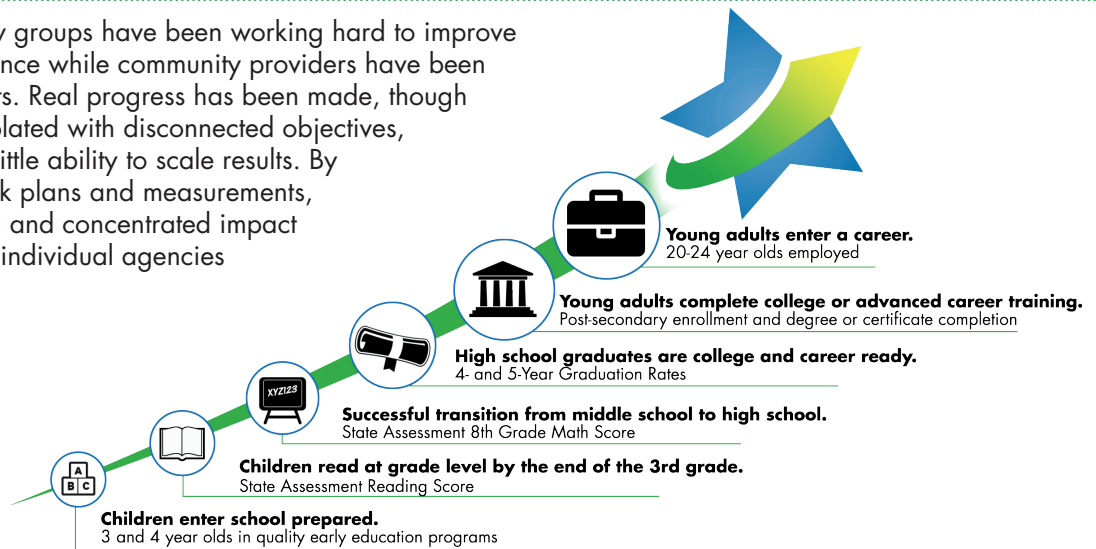 groups have been working hard to improve
while community providers have been
Real progress has been made, though
with disconnected objectives,
ability to scale results. By
plans and measurements,
and concentrated impact
individual agencies
Young adults enter a career.
20-24 year olds employed
Young adults complete college or advanced career training.
Post-secondary enrollment and degree or certificate completion
High school graduates are college and career ready.
4- and 5-Year Graduation Rates
XYZ123
Successful transition from middle school to high school.
State Assessment 8th Grade Math Score
Children read at grade level by the end of the 3rd grade.
State Assessment Reading Score
A
B C
Children enter school prepared.
3 and 4 year olds in quality early education programs